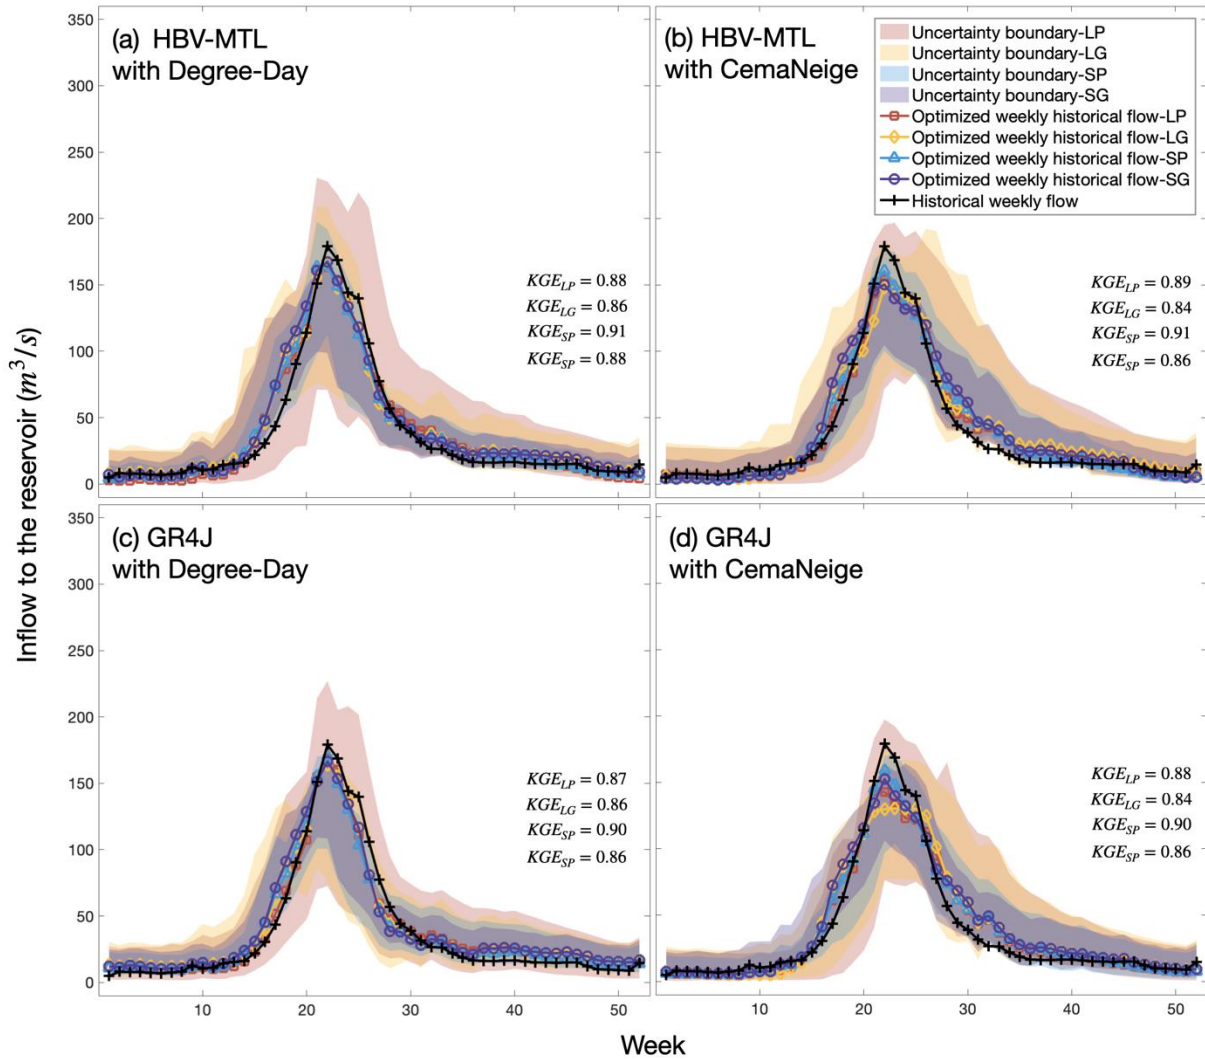 (a) HBV-MTL
with Degree-Day
350
300
250
200
150
100
50
0
KGE_LP = 0.88
KGE_LG = 0.86
KGE_SP = 0.91
KGE_SP = 0.88
(b) HBV-MTL
with CemaNeige
Uncertainty boundary-LP
Uncertainty boundary-LG
Uncertainty boundary-SP
Uncertainty boundary-SG
Optimized weekly historical flow-LP
Optimized weekly historical flow-LG
Optimized weekly historical flow-SP
Optimized weekly historical flow-SG
Historical weekly flow
KGE_LP = 0.89
KGE_LG = 0.84
KGE_SP = 0.91
KGE_SP = 0.86
Inflow to the reservoir (m³/s)
(c) GR4J
with Degree-Day
350
300
250
200
150
100
50
0
KGE_LP = 0.87
KGE_LG = 0.86
KGE_SP = 0.90
KGE_SP = 0.86
10 20 30 40 50
(d) GR4J
with CemaNeige
KGE_LP = 0.88
KGE_LG = 0.84
KGE_SP = 0.90
KGE_SP = 0.86
10 20 30 40 50
Week